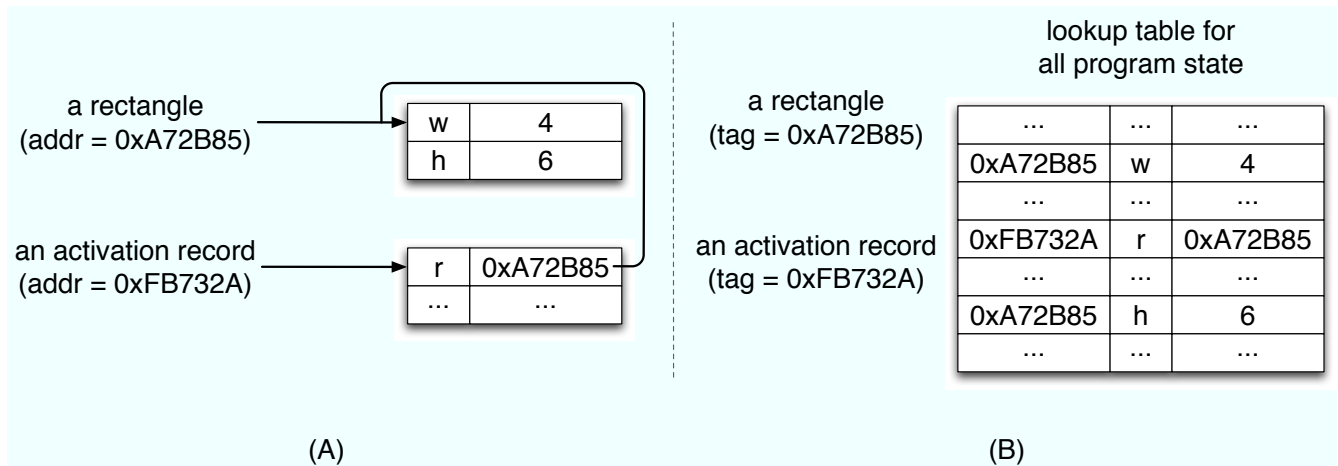 a rectangle
(addr = 0xA72B85)
w 4
h 6
an activation record
(addr = 0xFB732A)
r 0xA72B85
... ...
(A)
lookup table for
all program state
a rectangle
(tag = 0xA72B85)
an activation record
(tag = 0xFB732A)
... ... ...
0xA72B85 w 4
... ... ...
0xFB732A r 0xA72B85
... ... ...
0xA72B85 h 6
... ... ...
(B)